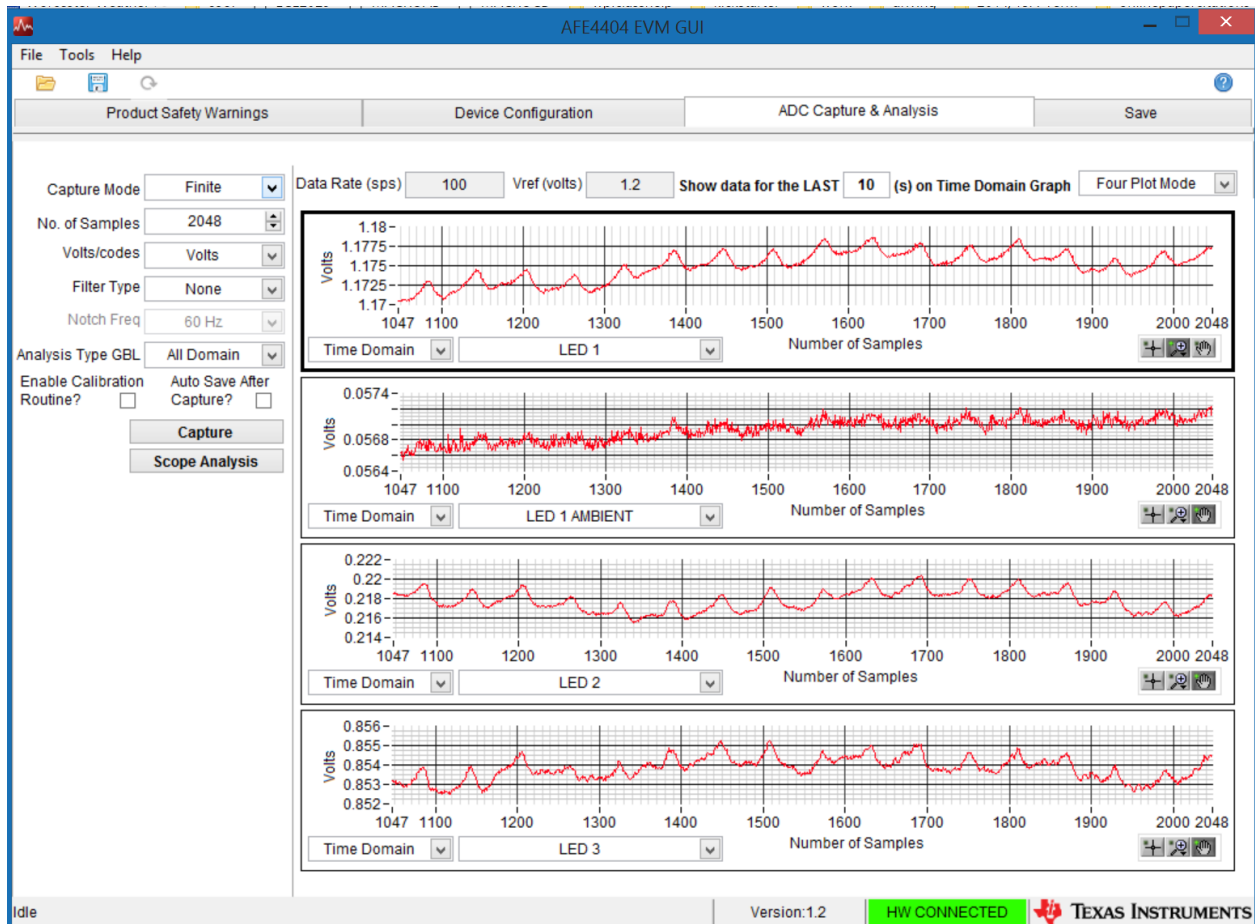 AFE4404 EVM GUI
File Tools Help
Product Safety Warnings Device Configuration ADC Capture & Analysis Save
Capture Mode Finite
No. of Samples 2048
Volts/codes Volts
Filter Type None
Notch Freq 60 Hz
Analysis Type GBL All Domain
Enable Calibration Routine?
Auto Save After Capture?
Capture
Scope Analysis
Data Rate (sps) 100 Vref (volts) 1.2 Show data for the LAST 10 (s) on Time Domain Graph Four Plot Mode
Volts
1.18
1.1775
1.175
1.1725
1.17
1047 1100 1200 1300 1400 1500 1600 1700 1800 1900 2000 2048
Number of Samples
Time Domain LED 1
Volts
0.0574
0.0568
0.0564
1047 1100 1200 1300 1400 1500 1600 1700 1800 1900 2000 2048
Number of Samples
Time Domain LED 1 AMBIENT
Volts
0.222
0.22
0.218
0.216
0.214
1047 1100 1200 1300 1400 1500 1600 1700 1800 1900 2000 2048
Number of Samples
Time Domain LED 2
Volts
0.856
0.855
0.854
0.853
0.852
1047 1100 1200 1300 1400 1500 1600 1700 1800 1900 2000 2048
Number of Samples
Time Domain LED 3
Idle Version:1.2 HW CONNECTED TEXAS INSTRUMENTS